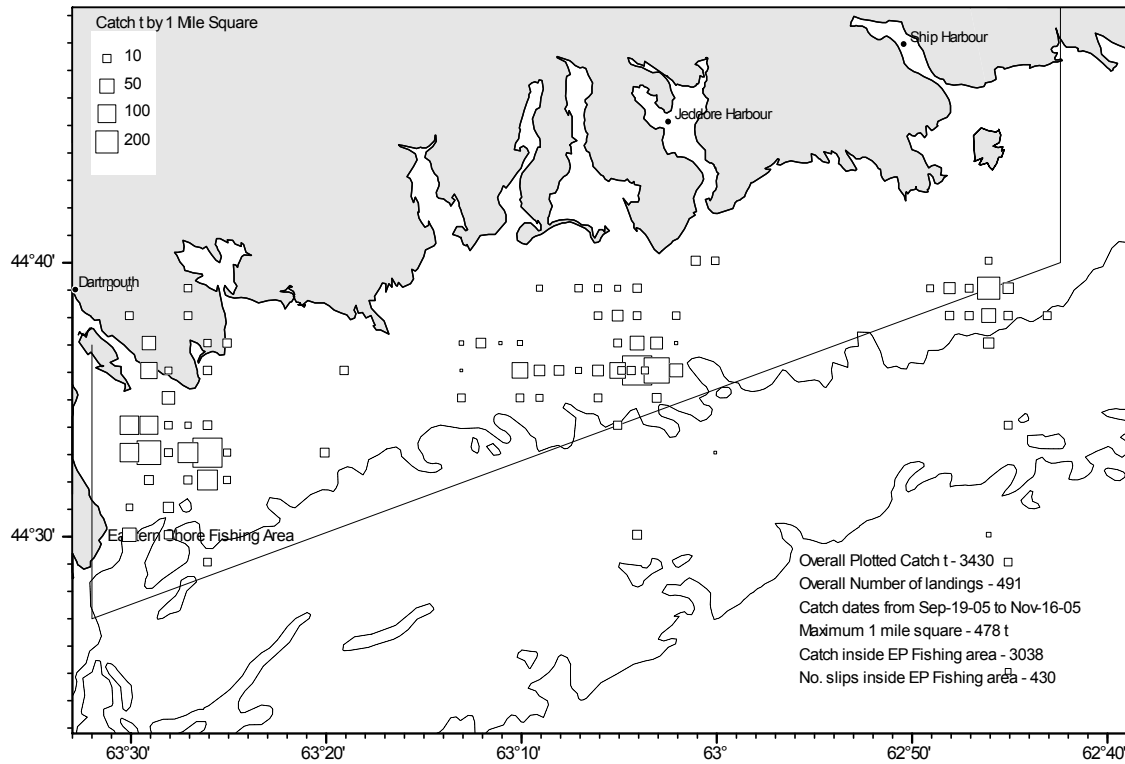 Catch t by 1 Mile Square
10
50
100
200
Ship Harbour
Jeddore Harbour
44°40'
Dartmouth
44°30'
Eastern Shore Fishing Area
Overall Plotted Catch t - 3430
Overall Number of landings - 491
Catch dates from Sep-19-05 to Nov-16-05
Maximum 1 mile square - 478 t
Catch inside EP Fishing area - 3038
No. slips inside EP Fishing area - 430
63°30' 63°20' 63°10' 63° 62°50' 62°40'